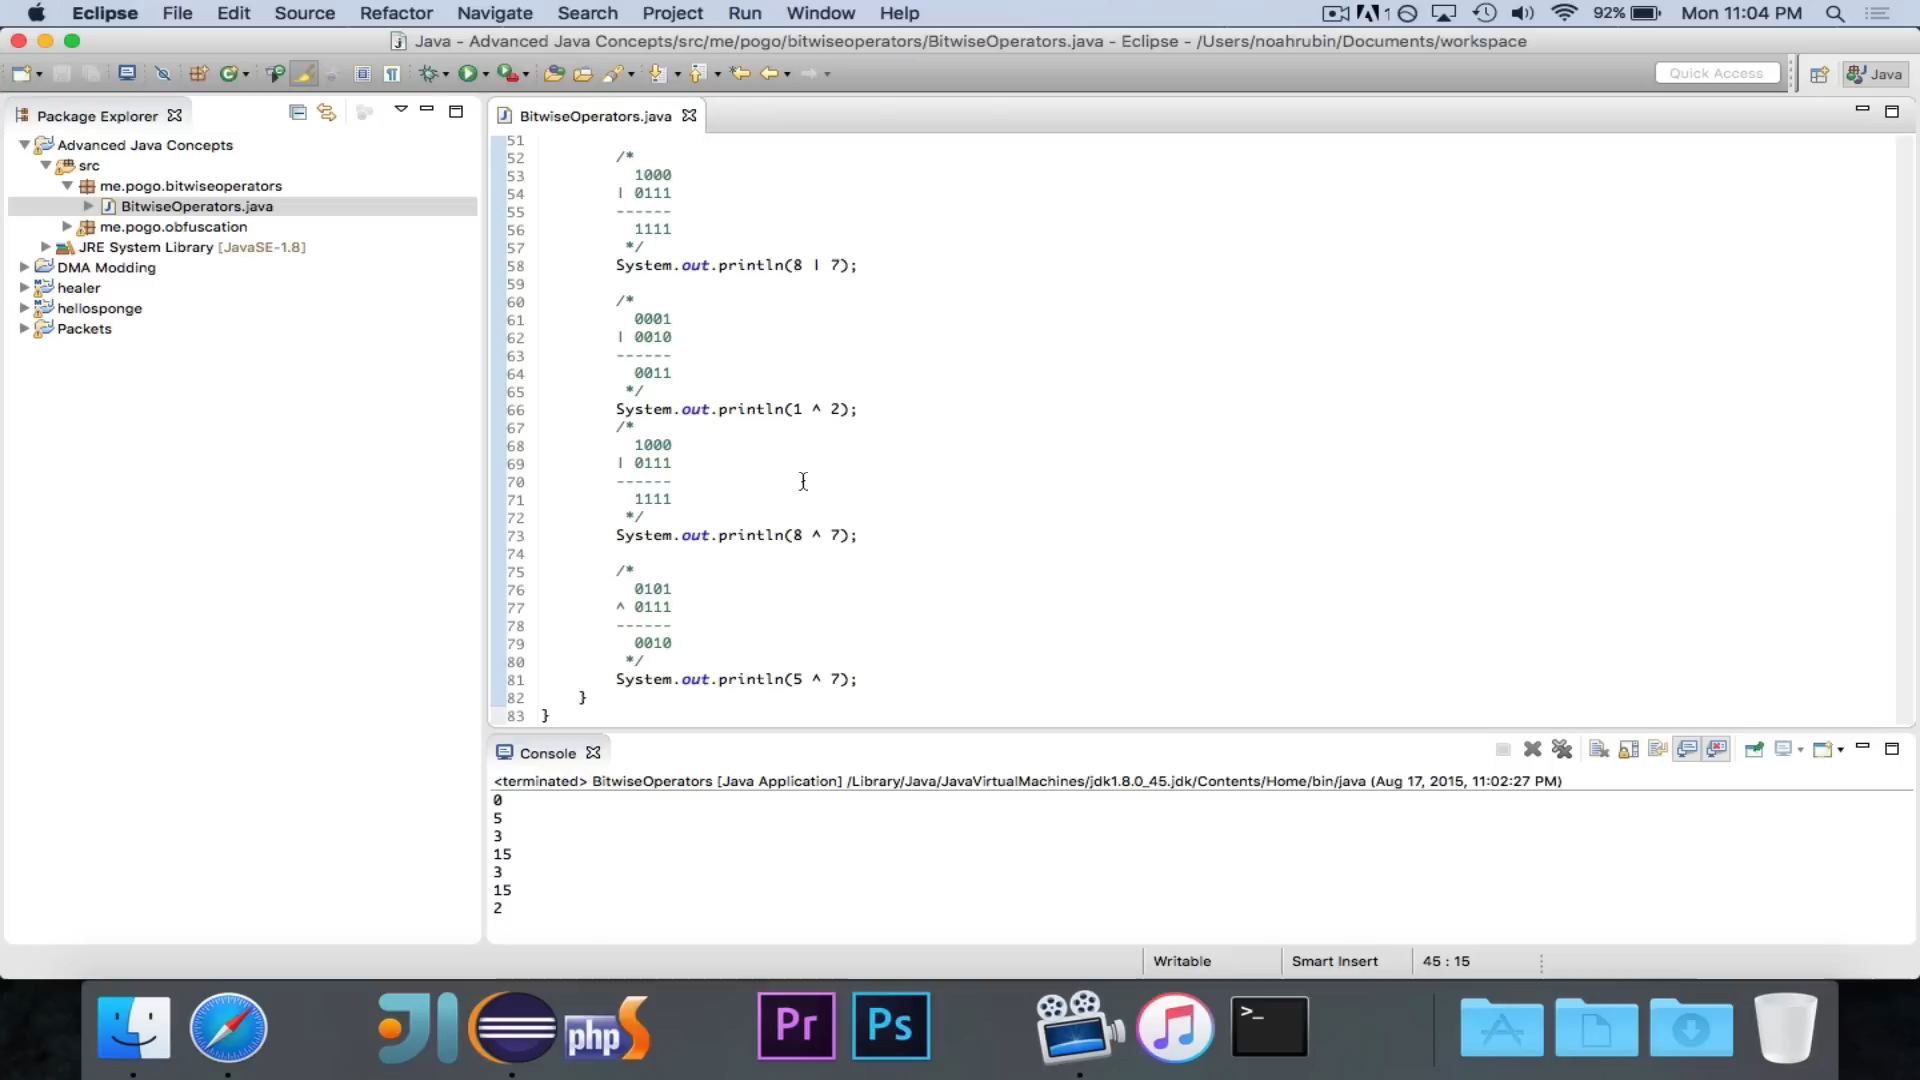 Eclipse File Edit Source Refactor Navigate Search Project Run Window Help 1 92% Mon 11:04 PM
Java - Advanced Java Concepts/src/me/pogo/bitwiseoperators/BitwiseOperators.java - Eclipse - /Users/noahrubin/Documents/workspace
Quick Access Java
Package Explorer
Advanced Java Concepts
src
me.pogo.bitwiseoperators
BitwiseOperators.java
me.pogo.obfuscation
JRE System Library [JavaSE-1.8]
DMA Modding
healer
hellosponge
Packets
BitwiseOperators.java
51
52 /*
53 1000
54 | 0111
55 ------
56 1111
57 */
58 System.out.println(8 | 7);
59
60 /*
61 0001
62 | 0010
63 ------
64 0011
65 */
66 System.out.println(1 ^ 2);
67 /*
68 1000
69 | 0111
70 ------
71 1111
72 */
73 System.out.println(8 ^ 7);
74
75 /*
76 0101
77 ^ 0111
78 ------
79 0010
80 */
81 System.out.println(5 ^ 7);
82 }
83 }
Console
<terminated> BitwiseOperators [Java Application] /Library/Java/JavaVirtualMachines/jdk1.8.0_45.jdk/Contents/Home/bin/java (Aug 17, 2015, 11:02:27 PM)
0
5
3
15
3
15
2
Writable Smart Insert 45 : 15
JI php S Pr Ps >_